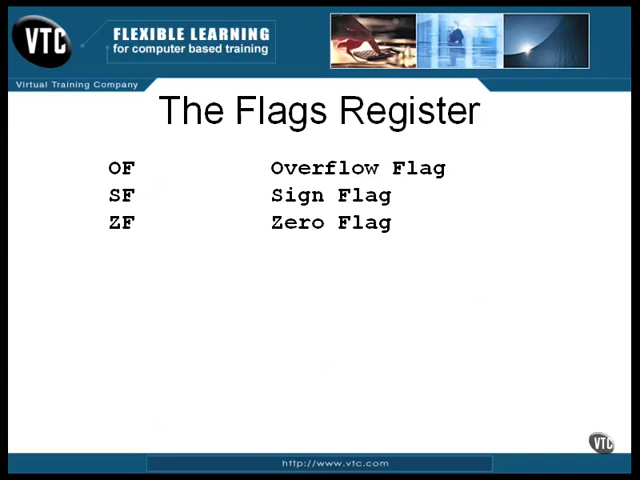 VTC
FLEXIBLE LEARNING
for computer based training
Virtual Training Company
The Flags Register
OF Overflow Flag
SF Sign Flag
ZF Zero Flag
VTC
http://www.vtc.com